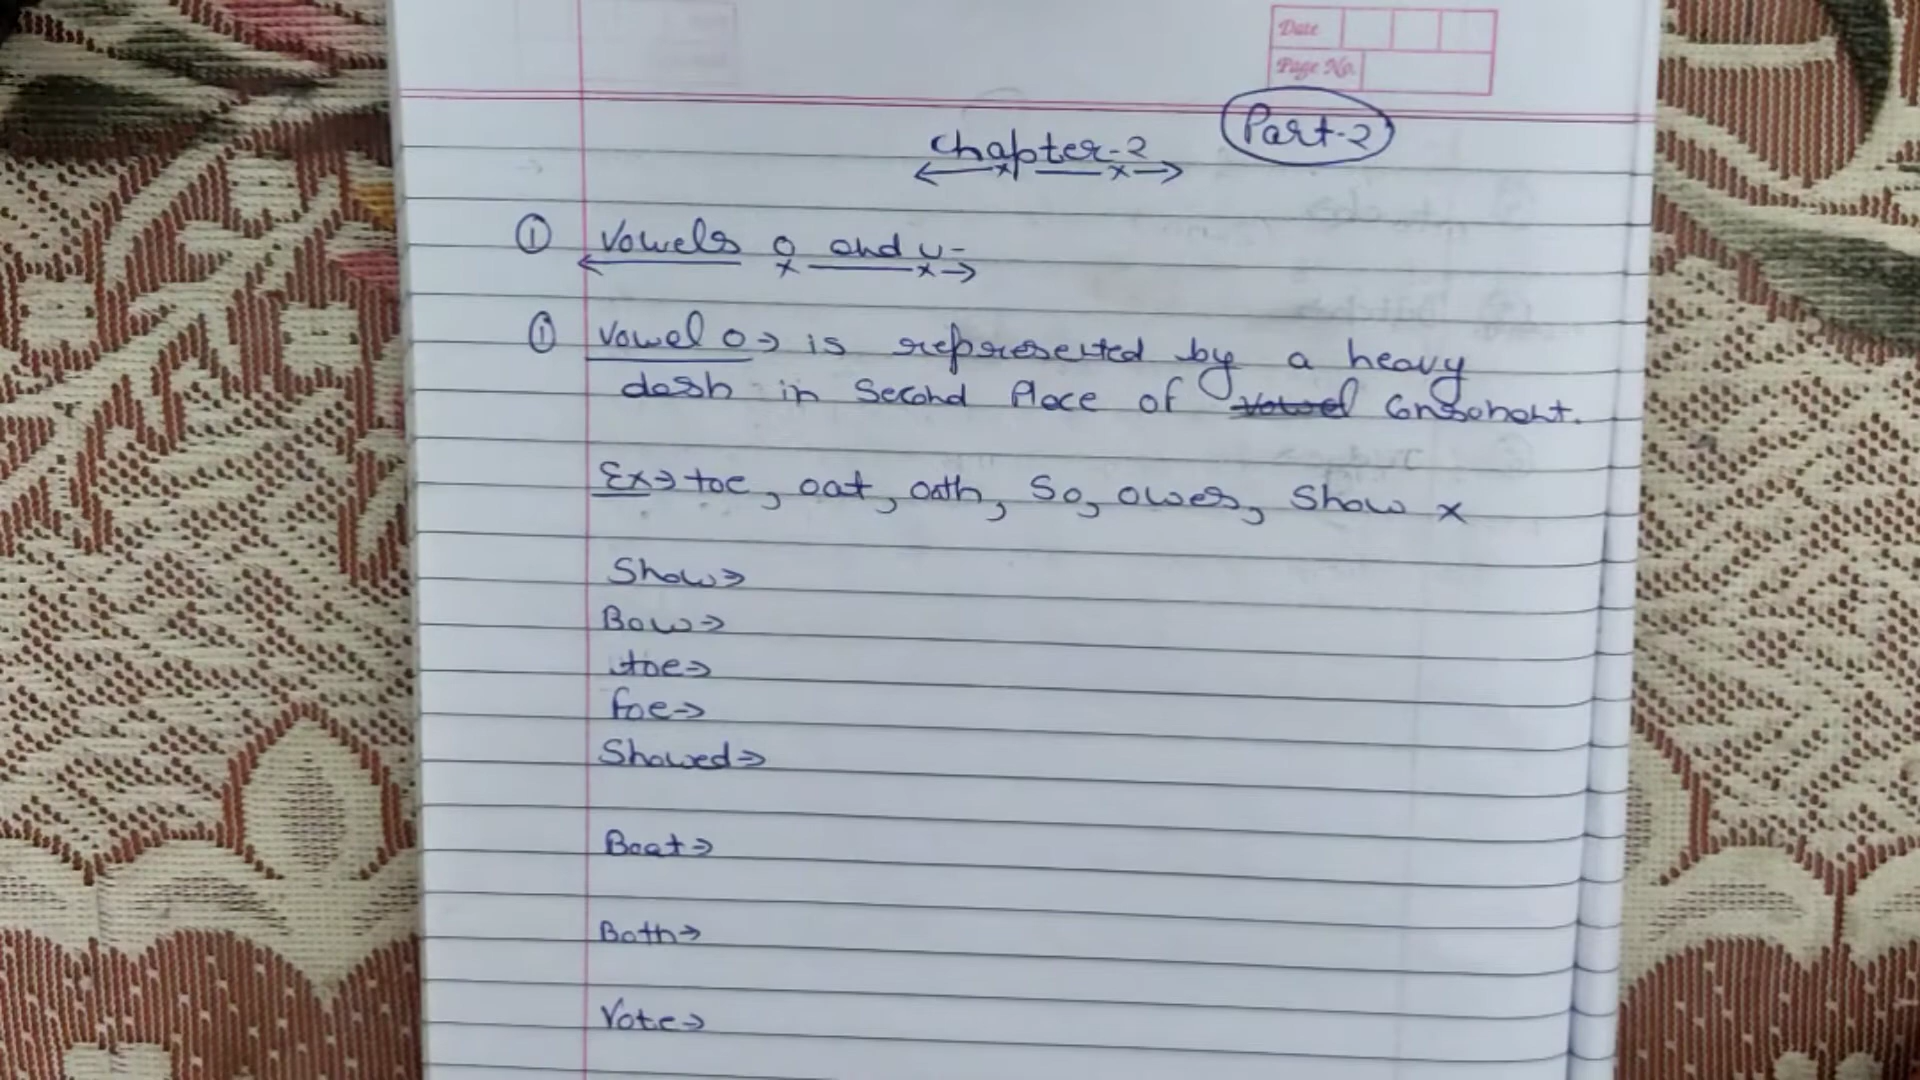 Date
Page No.
Part-2
Chapter-2
① Vowels o and u-
① Vowel o→ is represented by a heavy
dash in Second Place of Vowel Consonant.
Ex→ toe, oat, oath, So, owes, Show x
Show→
Bow→
toe→
foe→
Showed→
Boat→
Both→
Vote→